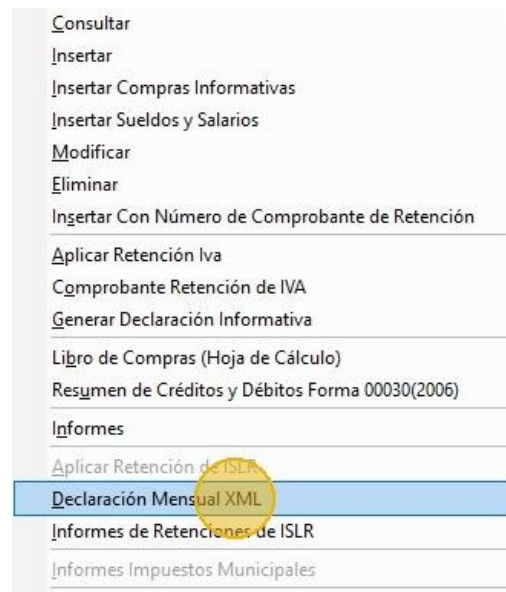 Consultar
Insertar
Insertar Compras Informativas
Insertar Sueldos y Salarios
Modificar
Eliminar
Insertar Con Número de Comprobante de Retención
Aplicar Retención Iva
Comprobante Retención de IVA
Generar Declaración Informativa
Libro de Compras (Hoja de Cálculo)
Resumen de Créditos y Débitos Forma 00030(2006)
Informes
Aplicar Retención de ISLR
Declaración Mensual XML
Informes de Retenciones de ISLR
Informes Impuestos Municipales